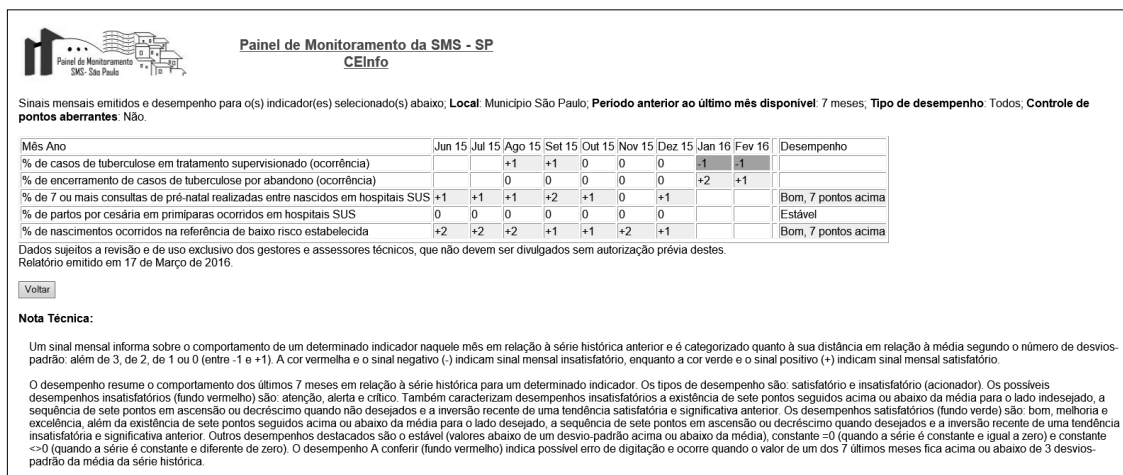 Painel de Monitoramento
SMS- São Paulo
Painel de Monitoramento da SMS - SP
CEInfo
Sinais mensais emitidos e desempenho para o(s) indicador(es) selecionado(s) abaixo; Local: Município São Paulo; Período anterior ao último mês disponível: 7 meses; Tipo de desempenho: Todos; Controle de
pontos aberrantes: Não.
Mês Ano Jun 15 Jul 15 Ago 15 Set 15 Out 15 Nov 15 Dez 15 Jan 16 Fev 16 Desempenho
% de casos de tuberculose em tratamento supervisionado (ocorrência) +1 +1 0 0 0 -1 -1
% de encerramento de casos de tuberculose por abandono (ocorrência) 0 0 0 0 0 +2 +1
% de 7 ou mais consultas de pré-natal realizadas entre nascidos em hospitais SUS +1 +1 +1 +2 +1 0 +1 Bom, 7 pontos acima
% de partos por cesária em primíparas ocorridos em hospitais SUS 0 0 0 0 0 0 0 Estável
% de nascimentos ocorridos na referência de baixo risco estabelecida +2 +2 +2 +1 +1 +2 +1 Bom, 7 pontos acima
Dados sujeitos a revisão e de uso exclusivo dos gestores e assessores técnicos, que não devem ser divulgados sem autorização prévia destes.
Relatório emitido em 17 de Março de 2016.
Voltar
Nota Técnica:
Um sinal mensal informa sobre o comportamento de um determinado indicador naquele mês em relação à série histórica anterior e é categorizado quanto à sua distância em relação à média segundo o número de desvios-
padrão: além de 3, de 2, de 1 ou 0 (entre -1 e +1). A cor vermelha e o sinal negativo (-) indicam sinal mensal insatisfatório, enquanto a cor verde e o sinal positivo (+) indicam sinal mensal satisfatório.
O desempenho resume o comportamento dos últimos 7 meses em relação à série histórica para um determinado indicador. Os tipos de desempenho são: satisfatório e insatisfatório (acionador). Os possíveis
desempenhos insatisfatórios (fundo vermelho) são: atenção, alerta e crítico. Também caracterizam desempenhos insatisfatórios a existência de sete pontos seguidos acima ou abaixo da média para o lado indesejado, a
sequência de sete pontos em ascensão ou decréscimo quando não desejados e a inversão recente de uma tendência satisfatória e significativa anterior. Os desempenhos satisfatórios (fundo verde) são: bom, melhoria e
excelência, além da existência de sete pontos seguidos acima ou abaixo da média para o lado desejado, a sequência de sete pontos em ascensão ou decréscimo quando desejados e a inversão recente de uma tendência
insatisfatória e significativa anterior. Outros desempenhos destacados são o estável (valores abaixo de um desvio-padrão acima ou abaixo da média), constante =0 (quando a série é constante e igual a zero) e constante
<>0 (quando a série é constante e diferente de zero). O desempenho A conferir (fundo vermelho) indica possível erro de digitação e ocorre quando o valor de um dos 7 últimos meses fica acima ou abaixo de 3 desvios-
padrão da média da série histórica.